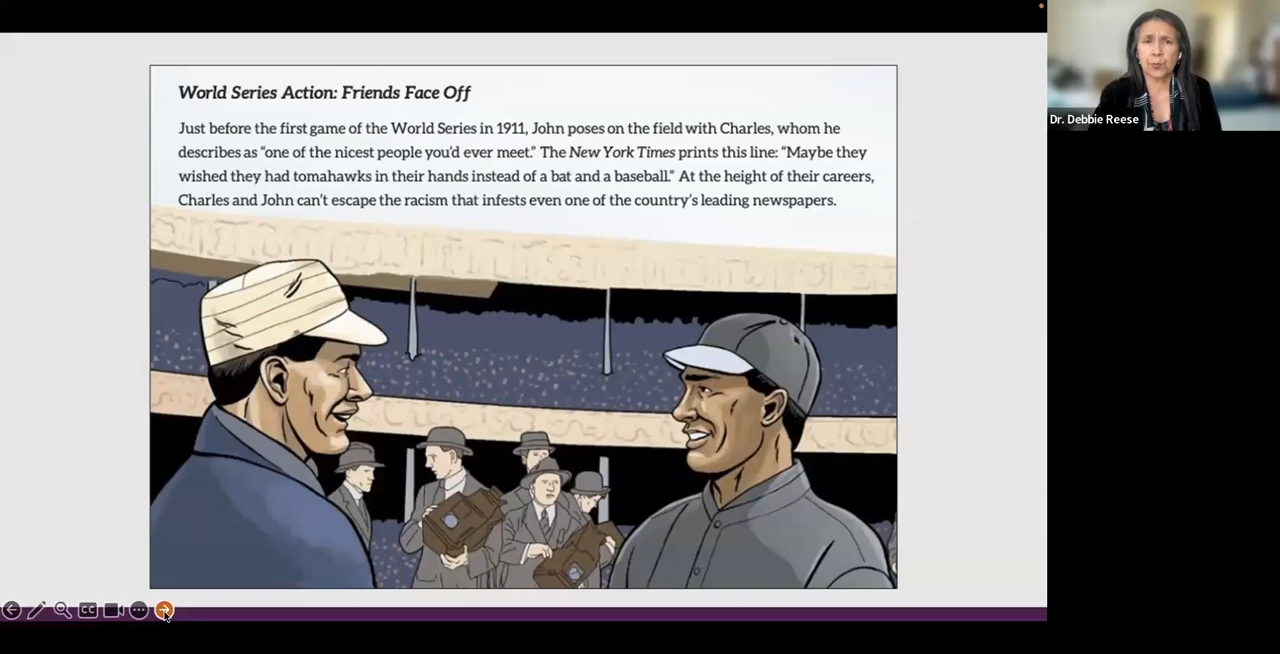 World Series Action: Friends Face Off
Just before the first game of the World Series in 1911, John poses on the field with Charles, whom he
describes as “one of the nicest people you’d ever meet.” The New York Times prints this line: “Maybe they
wished they had tomahawks in their hands instead of a bat and a baseball.” At the height of their careers,
Charles and John can’t escape the racism that infests even one of the country’s leading newspapers.
Dr. Debbie Reese
CC